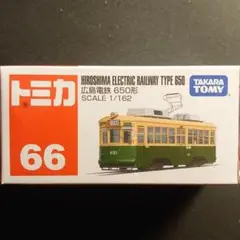 トミカ
66
HIROSHIMA ELECTRIC RAILWAY TYPE 650
広島電鉄 650形
SCALE 1/162
TAKARA
TOMY